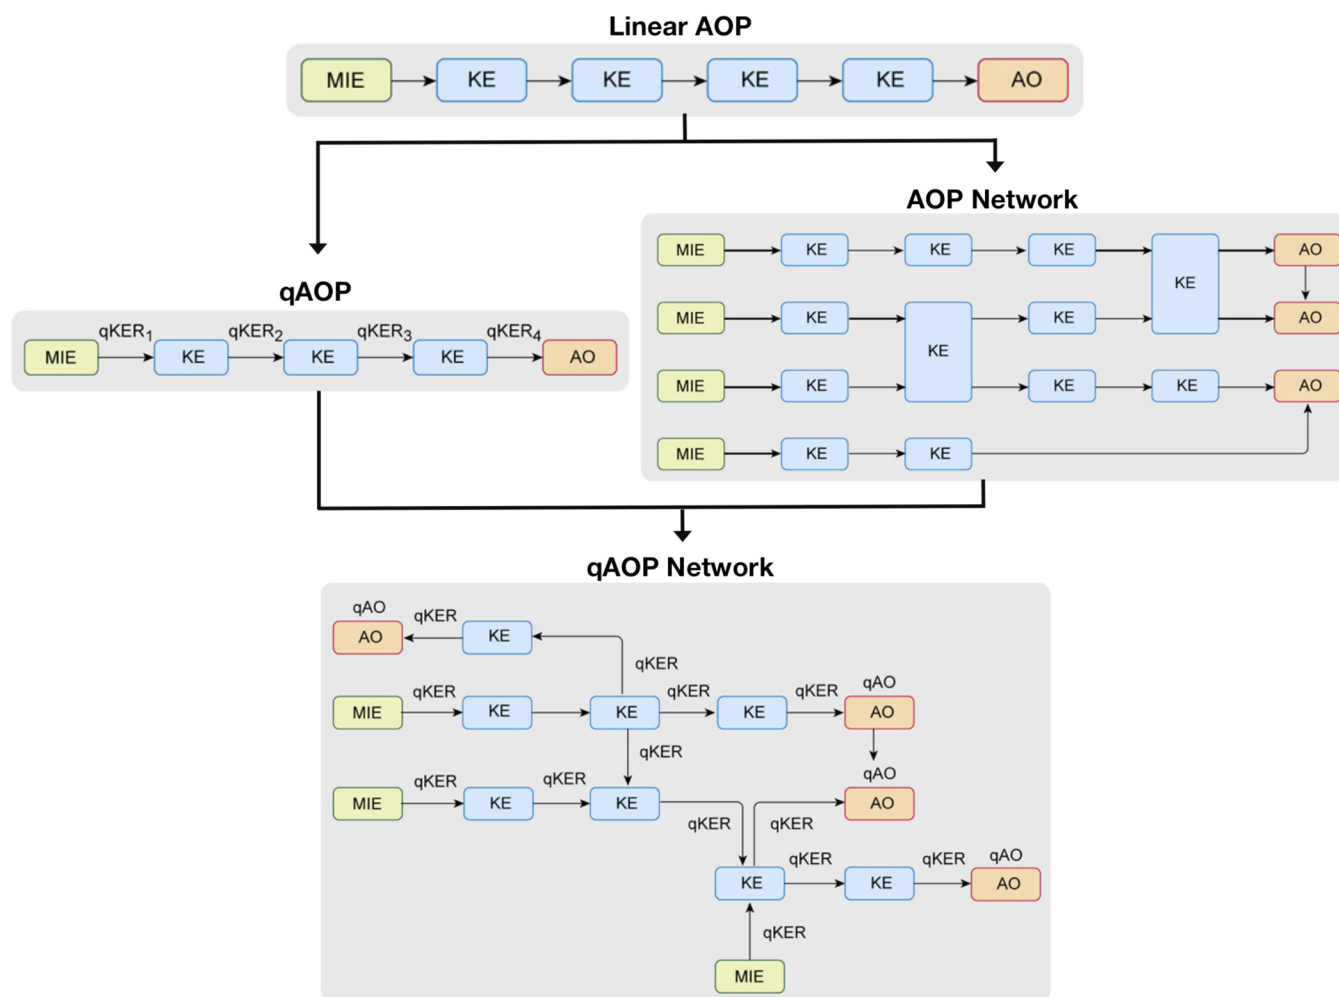 Linear AOP
MIE KE KE KE KE AO
AOP Network
MIE KE KE KE AO
KE
MIE KE KE AO
KE
MIE KE KE KE AO
MIE KE KE
qAOP
qKER1 qKER2 qKER3 qKER4
MIE KE KE KE AO
qAOP Network
qAO qKER
AO KE
qKER
qKER qKER qKER qAO
MIE KE KE KE AO
qKER
qKER qKER qAO
MIE KE KE AO
qKER qKER
qKER qKER qAO
KE KE AO
qKER
MIE